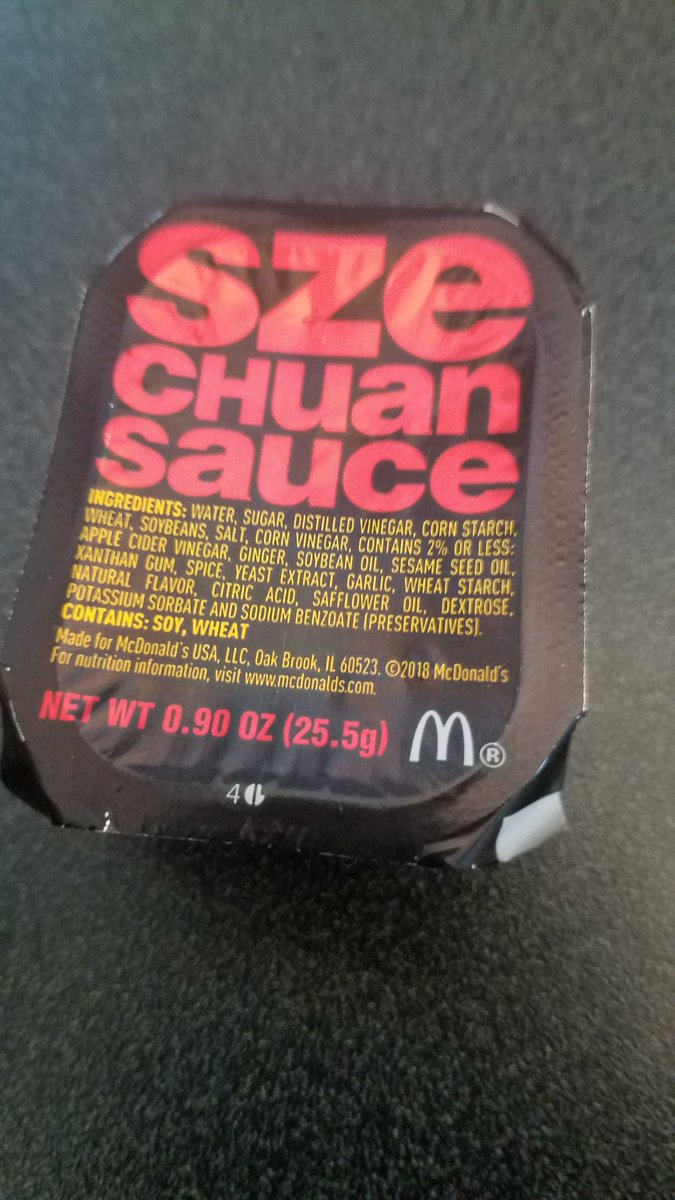 sze
CHuan
sauce
INGREDIENTS: WATER, SUGAR, DISTILLED VINEGAR, CORN STARCH,
WHEAT, SOYBEANS, SALT, CORN VINEGAR, CONTAINS 2% OR LESS:
APPLE CIDER VINEGAR, GINGER, SOYBEAN OIL, SESAME SEED OIL,
XANTHAN GUM, SPICE, YEAST EXTRACT, GARLIC, WHEAT STARCH,
NATURAL FLAVOR, CITRIC ACID, SAFFLOWER OIL, DEXTROSE,
POTASSIUM SORBATE AND SODIUM BENZOATE (PRESERVATIVES).
CONTAINS: SOY, WHEAT
Made for McDonald's USA, LLC, Oak Brook, IL 60523. ©2018 McDonald's
For nutrition information, visit www.mcdonalds.com.
NET WT 0.90 OZ (25.5g) M®
4